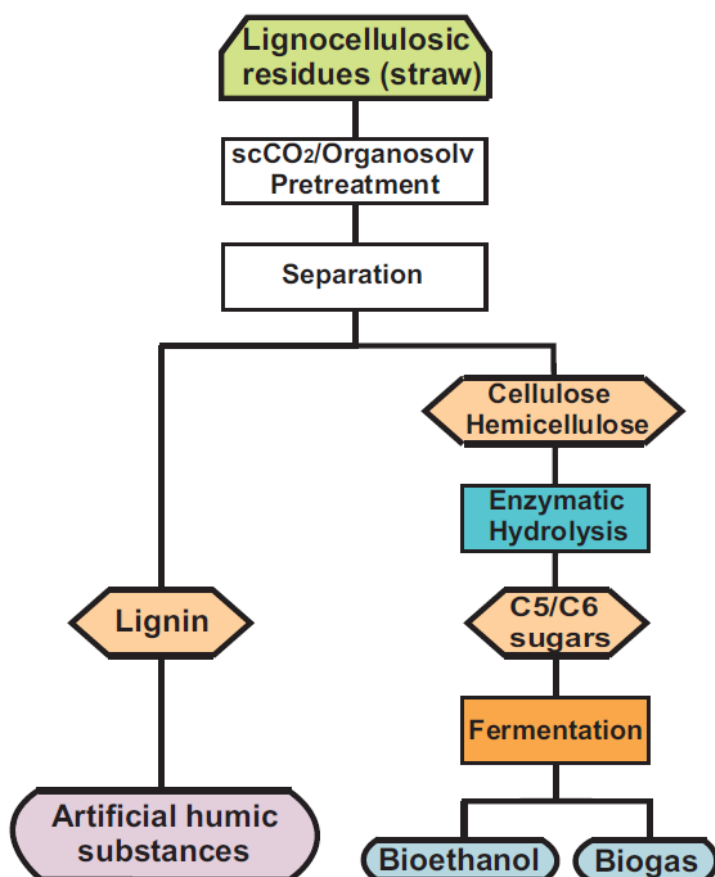 Lignocellulosic
residues (straw)
scCO₂/Organosolv
Pretreatment
Separation
Cellulose
Hemicellulose
Enzymatic
Hydrolysis
Lignin
C5/C6
sugars
Fermentation
Artificial humic
substances
Bioethanol
Biogas